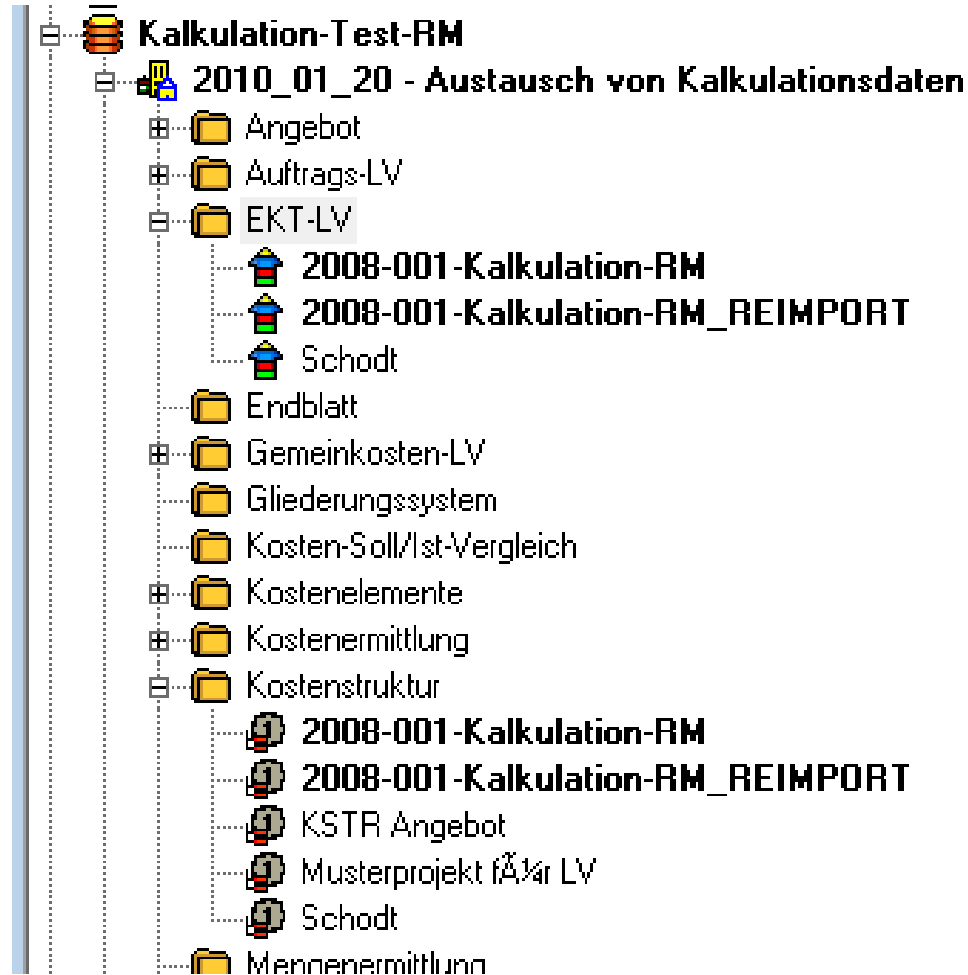 Kalkulation-Test-RM
2010_01_20 - Austausch von Kalkulationsdaten
Angebot
Auftrags-LV
EKT-LV
2008-001-Kalkulation-RM
2008-001-Kalkulation-RM_REIMPORT
Schodt
Endblatt
Gemeinkosten-LV
Gliederungssystem
Kosten-Soll/Ist-Vergleich
Kostenelemente
Kostenermittlung
Kostenstruktur
2008-001-Kalkulation-RM
2008-001-Kalkulation-RM_REIMPORT
KSTR Angebot
Musterprojekt fÃ¼r LV
Schodt
Mengenermittlung